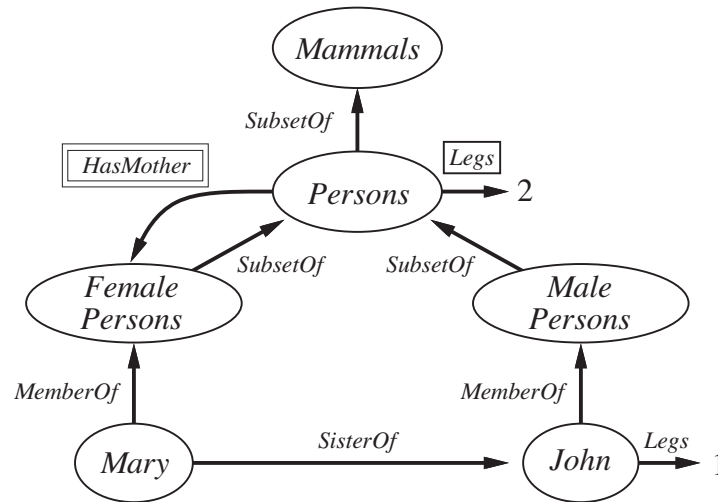 Mammals
SubsetOf
HasMother
Legs
Persons
2
SubsetOf
SubsetOf
Female
Persons
Male
Persons
MemberOf
MemberOf
SisterOf
Mary
John
Legs
1